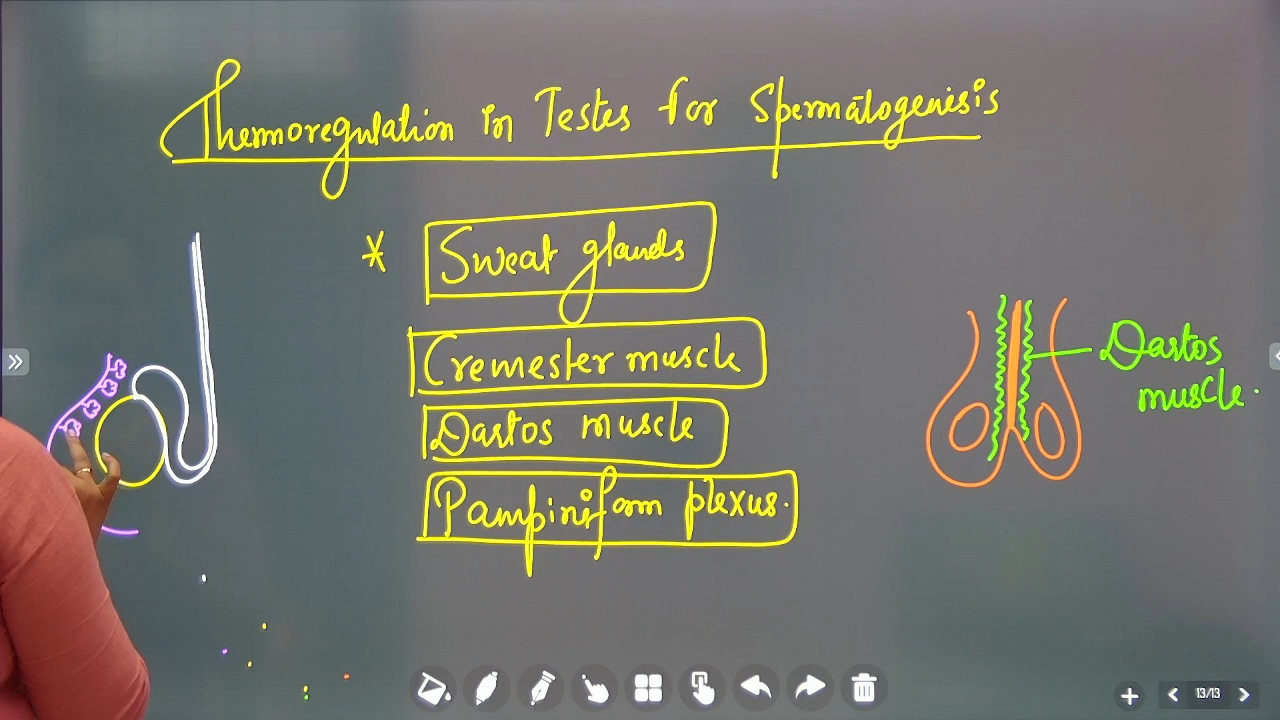 Thermoregulation in Testes for Spermatogenesis
* Sweat glands
Cremester muscle
Dartos muscle
Pampiniform plexus.
Dartos
muscle.
13/13